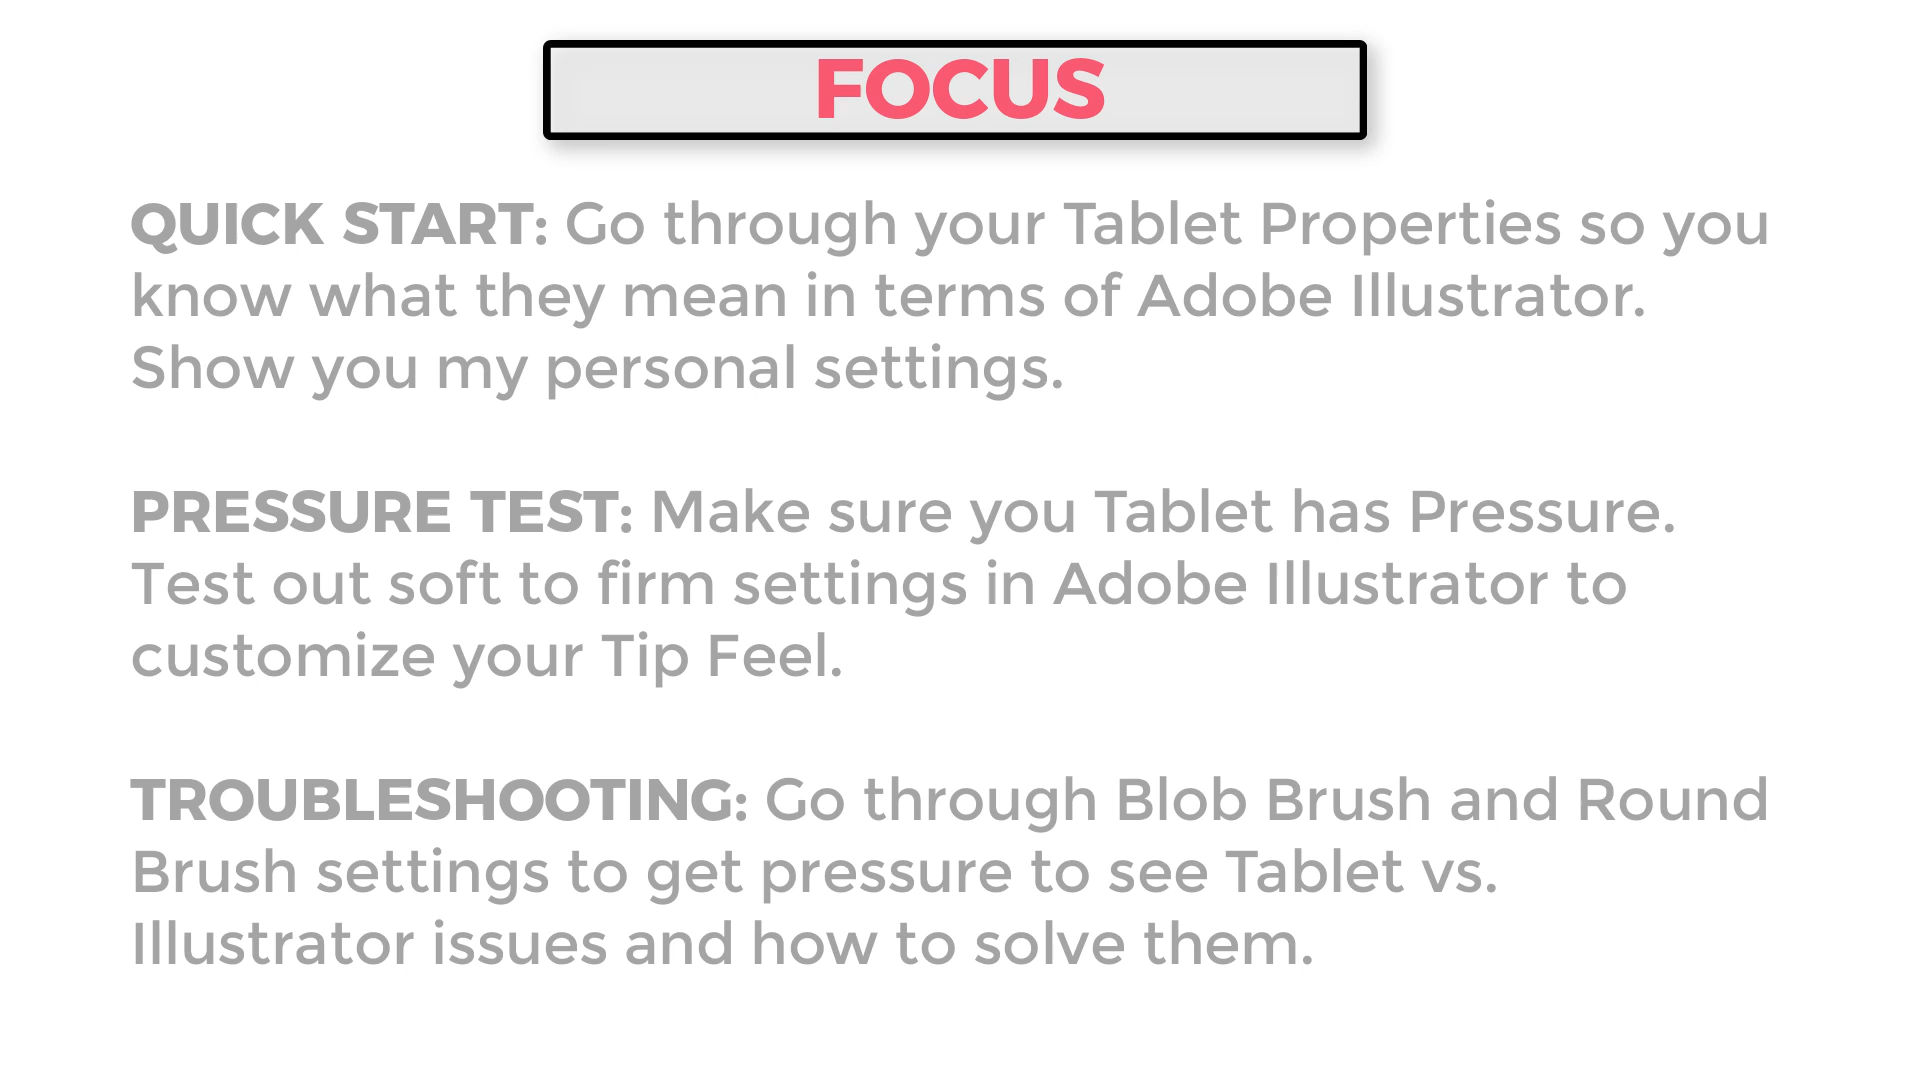 FOCUS
QUICK START: Go through your Tablet Properties so you
know what they mean in terms of Adobe Illustrator.
Show you my personal settings.
PRESSURE TEST: Make sure you Tablet has Pressure.
Test out soft to firm settings in Adobe Illustrator to
customize your Tip Feel.
TROUBLESHOOTING: Go through Blob Brush and Round
Brush settings to get pressure to see Tablet vs.
Illustrator issues and how to solve them.